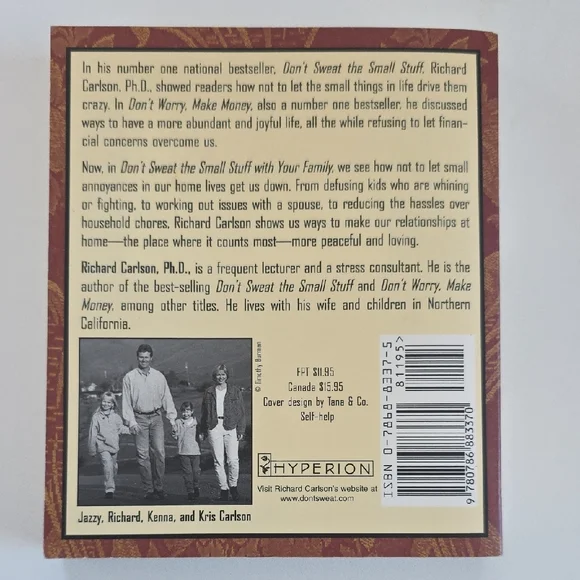 In his number one national bestseller, Don't Sweat the Small Stuff, Richard
Carlson, Ph.D., showed readers how not to let the small things in life drive them
crazy. In Don't Worry, Make Money, also a number one bestseller, he discussed
ways to have a more abundant and joyful life, all the while refusing to let finan-
cial concerns overcome us.
Now, in Don't Sweat the Small Stuff with Your Family, we see how not to let small
annoyances in our home lives get us down. From defusing kids who are whining
or fighting, to working out issues with a spouse, to reducing the hassles over
household chores, Richard Carlson shows us ways to make our relationships at
home—the place where it counts most—more peaceful and loving.
Richard Carlson, Ph.D., is a frequent lecturer and a stress consultant. He is the
author of the best-selling Don't Sweat the Small Stuff and Don't Worry, Make
Money, among other titles. He lives with his wife and children in Northern
California.
© Timothy Barmen
Jazzy, Richard, Kenna, and Kris Carlson
FPT $11.95
Canada $15.95
Cover design by Tana & Co.
Self-help
HYPERION
Visit Richard Carlson's website at
www.dontsweat.com
ISBN 0-7868-8337-5
81195>
9780786883370